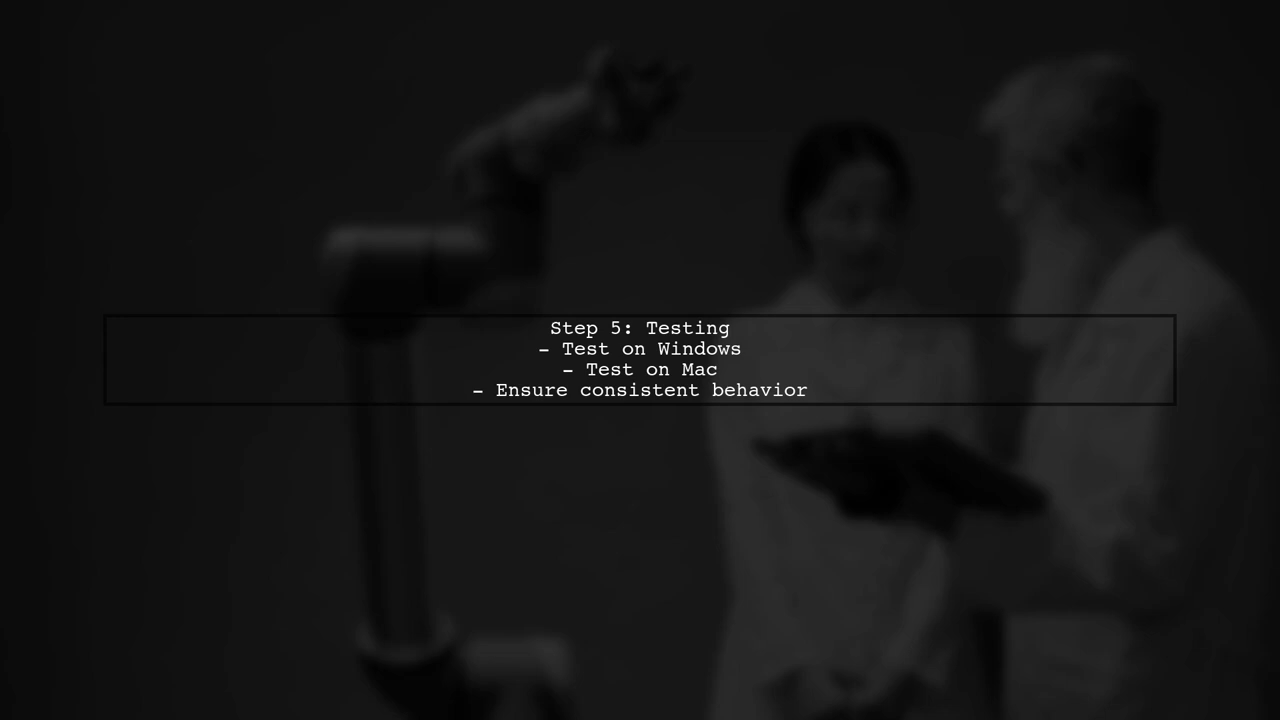 Step 5: Testing
- Test on Windows
- Test on Mac
- Ensure consistent behavior